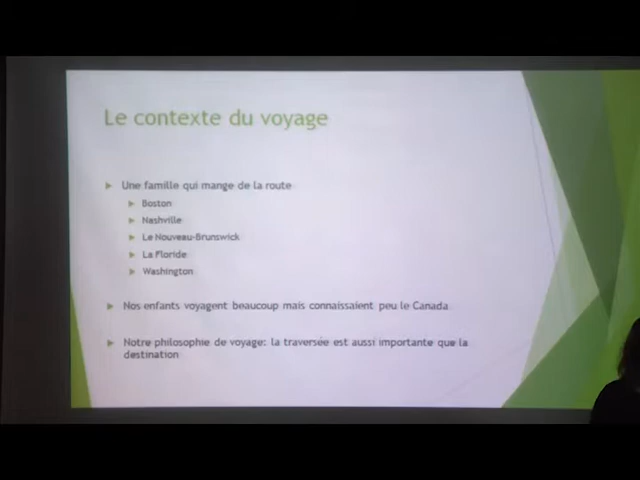 Le contexte du voyage
Une famille qui mange de la route
Boston
Nashville
Le Nouveau-Brunswick
La Floride
Washington
Nos enfants voyagent beaucoup mais connaissaient peu le Canada
Notre philosophie de voyage: la traversée est aussi importante que la
destination